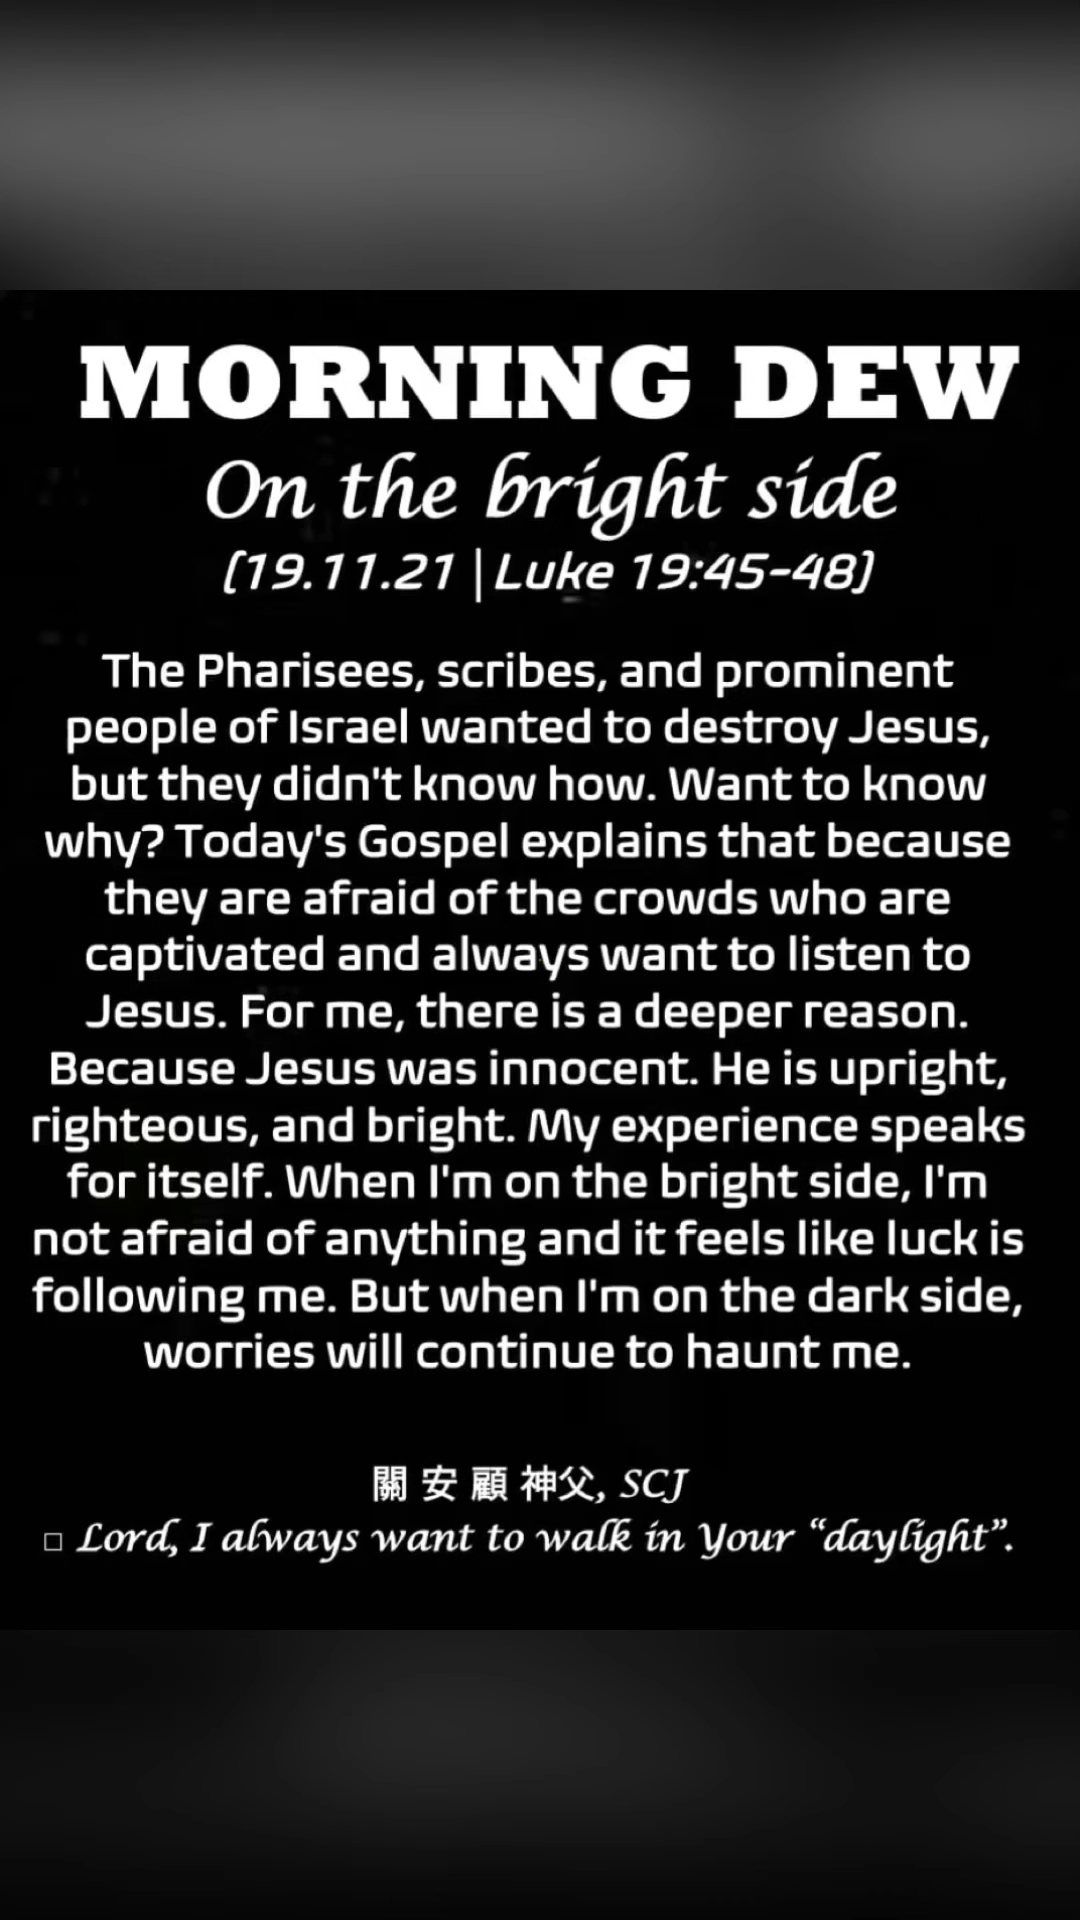 MORNING DEW
On the bright side
(19.11.21 | Luke 19:45-48)
The Pharisees, scribes, and prominent
people of Israel wanted to destroy Jesus,
but they didn't know how. Want to know
why? Today's Gospel explains that because
they are afraid of the crowds who are
captivated and always want to listen to
Jesus. For me, there is a deeper reason.
Because Jesus was innocent. He is upright,
righteous, and bright. My experience speaks
for itself. When I'm on the bright side, I'm
not afraid of anything and it feels like luck is
following me. But when I'm on the dark side,
worries will continue to haunt me.
關 安 顧 神父, SCJ
□ Lord, I always want to walk in Your “daylight”.